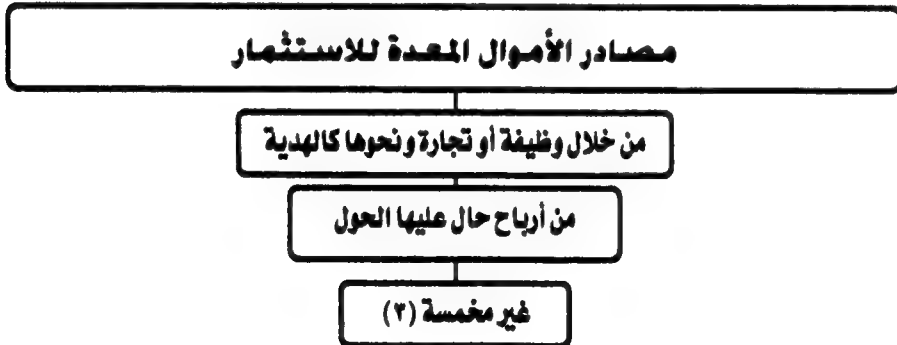 مصادر الأموال المعدة للاستثمار
من خلال وظيفة أو تجارة ونحوها كالهدية
من أرباح حال عليها الحول
غير مخمسة (٣)